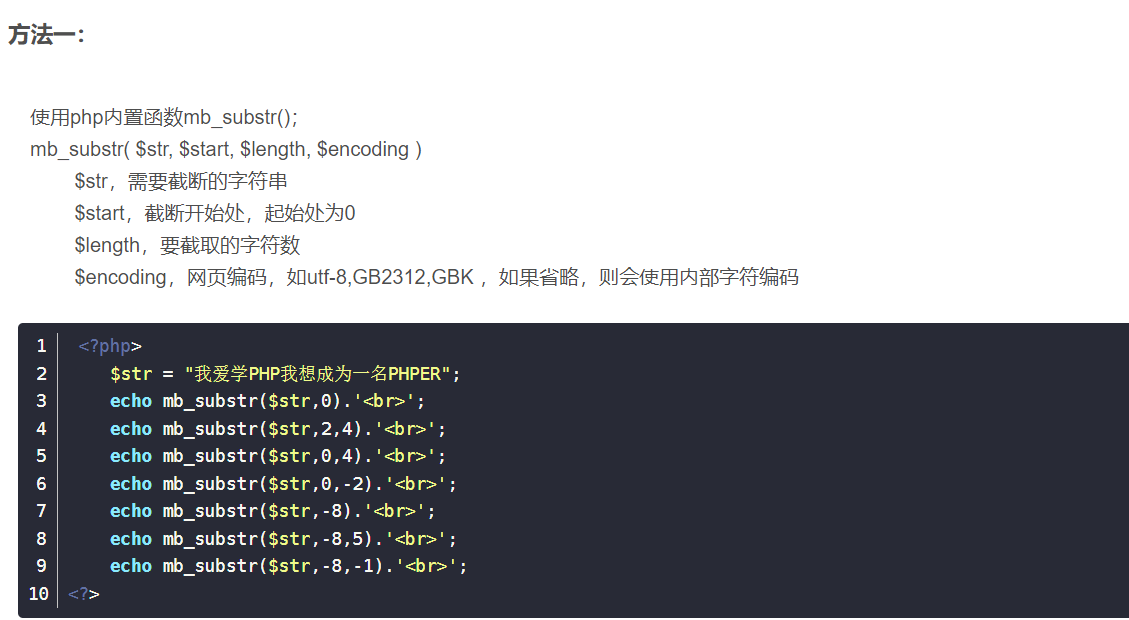 方法一：
使用php内置函数mb_substr();
mb_substr( $str, $start, $length, $encoding )
$str，需要截断的字符串
$start，截断开始处，起始处为0
$length，要截取的字符数
$encoding，网页编码，如utf-8,GB2312,GBK ，如果省略，则会使用内部字符编码
1 <?php>
2 $str = "我爱学PHP我想成为一名PHPER";
3 echo mb_substr($str,0).'<br>';
4 echo mb_substr($str,2,4).'<br>';
5 echo mb_substr($str,0,4).'<br>';
6 echo mb_substr($str,0,-2).'<br>';
7 echo mb_substr($str,-8).'<br>';
8 echo mb_substr($str,-8,5).'<br>';
9 echo mb_substr($str,-8,-1).'<br>';
10 <?>